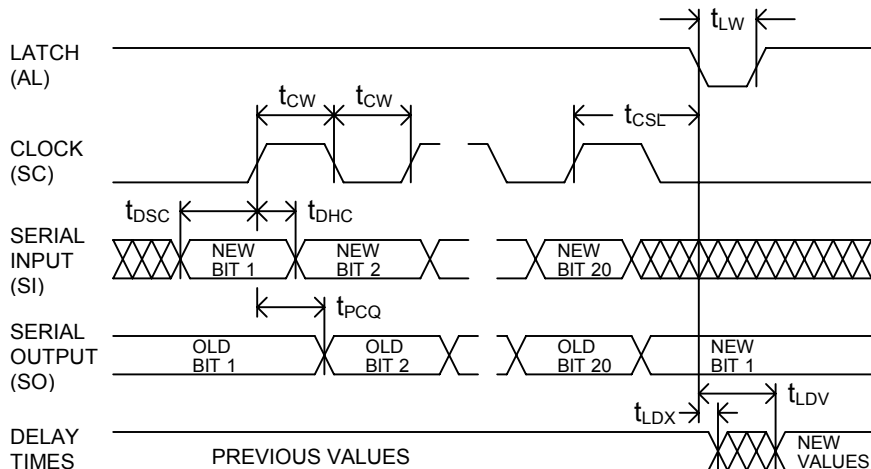 tLW
LATCH
(AL)
tCW tCW
tCSL
CLOCK
(SC)
tDSC tDHC
SERIAL
INPUT
(SI)
NEW
BIT 1
NEW
BIT 2
NEW
BIT 20
tPCQ
SERIAL
OUTPUT
(SO)
OLD
BIT 1
OLD
BIT 2
OLD
BIT 20
NEW
BIT 1
tLDX tLDV
DELAY
TIMES
PREVIOUS VALUES
NEW
VALUES